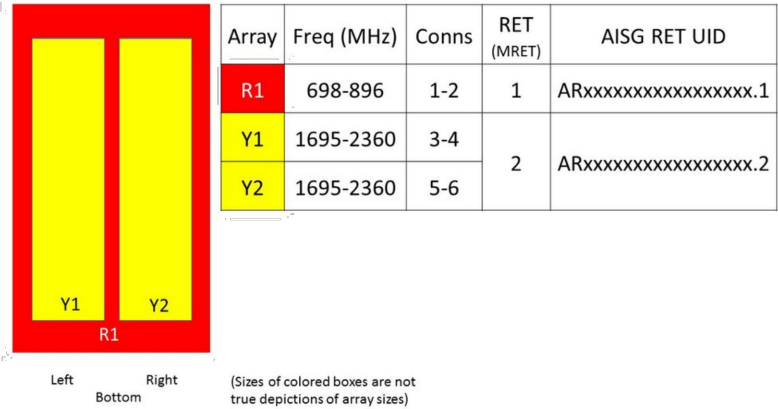 Array Freq (MHz) Conns RET (MRET) AISG RET UID
R1 698-896 1-2 1 ARxxxxxxxxxxxxxxxxx.1
Y1 1695-2360 3-4 2 ARxxxxxxxxxxxxxxxxx.2
Y2 1695-2360 5-6
Y1 Y2
R1
Left Right
Bottom
(Sizes of colored boxes are not
true depictions of array sizes)